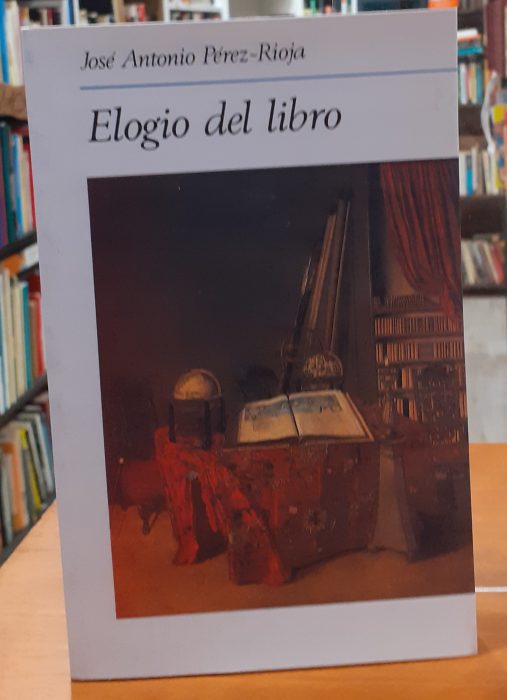 José Antonio Pérez-Rioja
Elogio del libro